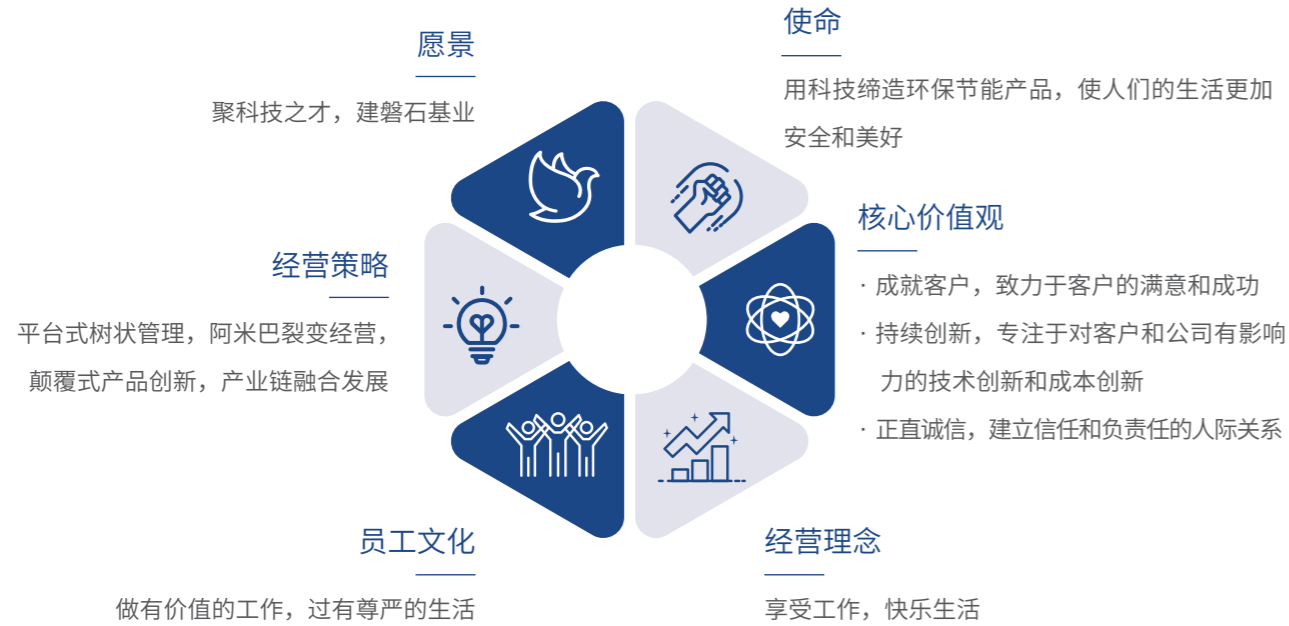 愿景
聚科技之才，建磐石基业
使命
用科技缔造环保节能产品，使人们的生活更加
安全和美好
核心价值观
· 成就客户，致力于客户的满意和成功
· 持续创新，专注于对客户和公司有影响
力的技术创新和成本创新
· 正直诚信，建立信任和负责任的人际关系
经营策略
平台式树状管理，阿米巴裂变经营，
颠覆式产品创新，产业链融合发展
员工文化
做有价值的工作，过有尊严的生活
经营理念
享受工作，快乐生活